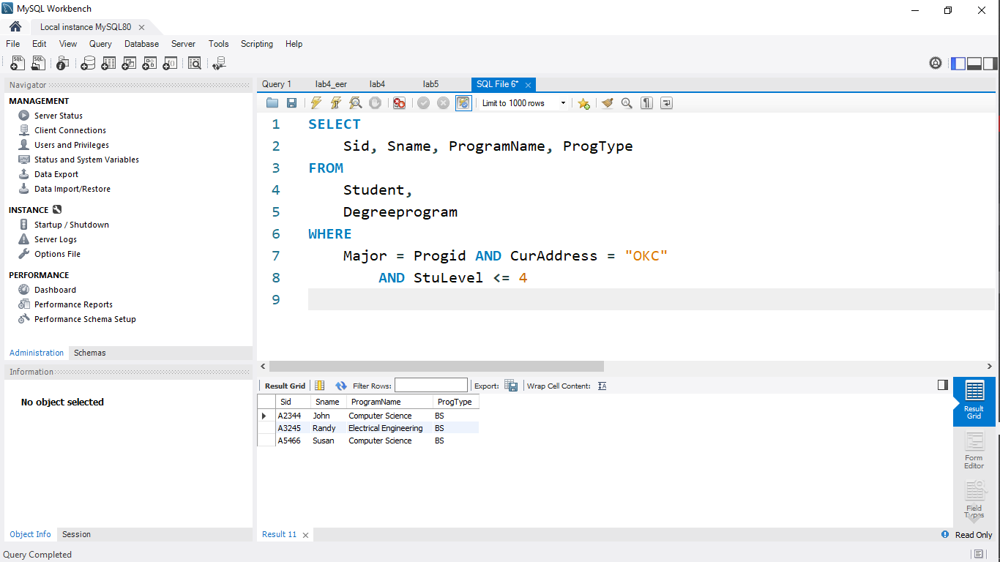 MySQL Workbench
Local instance MySQL80
File Edit View Query Database Server Tools Scripting Help
Navigator
MANAGEMENT
Server Status
Client Connections
Users and Privileges
Status and System Variables
Data Export
Data Import/Restore
INSTANCE
Startup / Shutdown
Server Logs
Options File
PERFORMANCE
Dashboard
Performance Reports
Performance Schema Setup
Administration Schemas
Information
No object selected
Object Info Session
Query Completed
Query 1 lab4_eer lab4 lab5 SQL File 6*
Limit to 1000 rows
1 SELECT
2 Sid, Sname, ProgramName, ProgType
3 FROM
4 Student,
5 Degreeprogram
6 WHERE
7 Major = Progid AND CurAddress = "OKC"
8 AND StuLevel <= 4
9
Result Grid Filter Rows: Export: Wrap Cell Content:
Sid Sname ProgramName ProgType
A2344 John Computer Science BS
A3245 Randy Electrical Engineering BS
A5466 Susan Computer Science BS
Result
Grid
Form
Editor
Field
Types
Result 11
Read Only